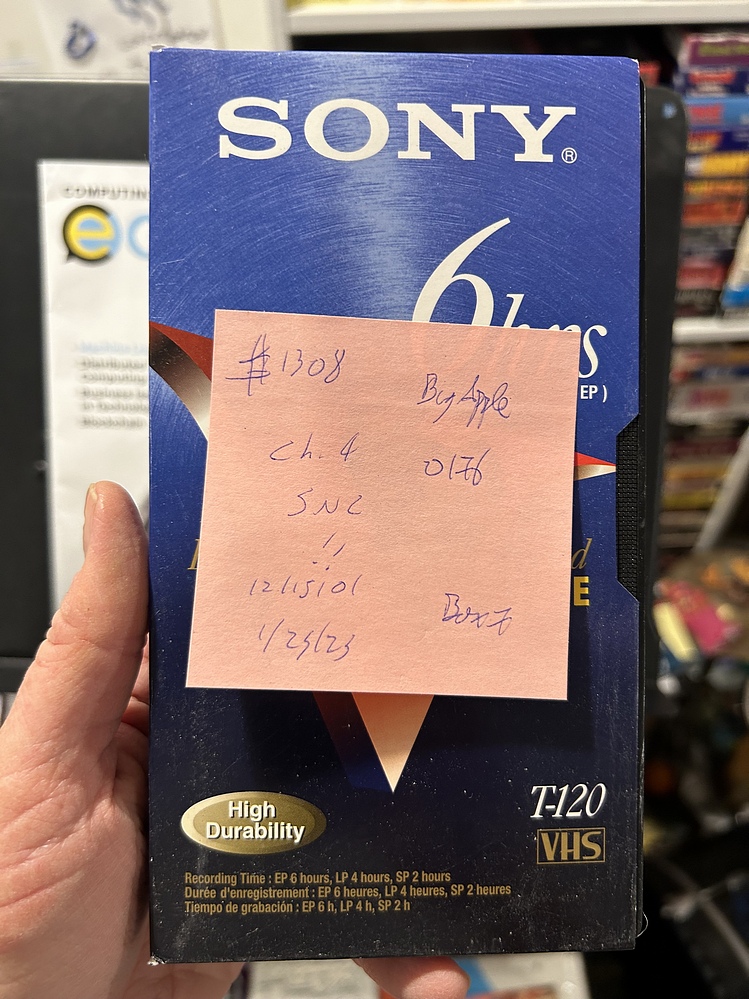 COMPUTIN
e
SONY®
6hrs
EP )
#1308
Big Apple
Ch. 4
0176
SNL
!!
12/15/01
1/25/23
Box 7
d
E
High
Durability
T-120
VHS
Recording Time : EP 6 hours, LP 4 hours, SP 2 hours
Durée d'enregistrement : EP 6 heures, LP 4 heures, SP 2 heures
Tiempo de grabación : EP 6 h, LP 4 h, SP 2 h